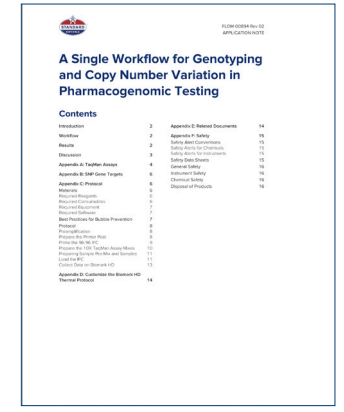 STANDARD
FLDM-00894 Rev 02
APPLICATION NOTE
A Single Workflow for Genotyping
and Copy Number Variation in
Pharmacogenomic Testing
Contents
Introduction 2
Workflow 2
Results 2
Discussion 3
Appendix A: TaqMan Assays 4
Appendix B: SNP Gene Targets 6
Appendix C: Protocol 6
Materials 6
Required Reagents 6
Required Consumables 6
Required Equipment 7
Required Software 7
Best Practices for Bubble Prevention 7
Protocol 8
Preamplification 8
Prepare the Primer Pool 8
Prime the 96.96 IFC 9
Prepare the 10X TaqMan Assay Mixes 10
Preparing Sample Pre-Mix and Samples 11
Load the IFC 11
Collect Data on Biomark HD 13
Appendix D: Customize the Biomark HD
Thermal Protocol 14
Appendix E: Related Documents 14
Appendix F: Safety 15
Safety Alert Conventions 15
Safety Alerts for Chemicals 15
Safety Alerts for Instruments 15
Safety Data Sheets 15
General Safety 16
Instrument Safety 16
Chemical Safety 16
Disposal of Products 16